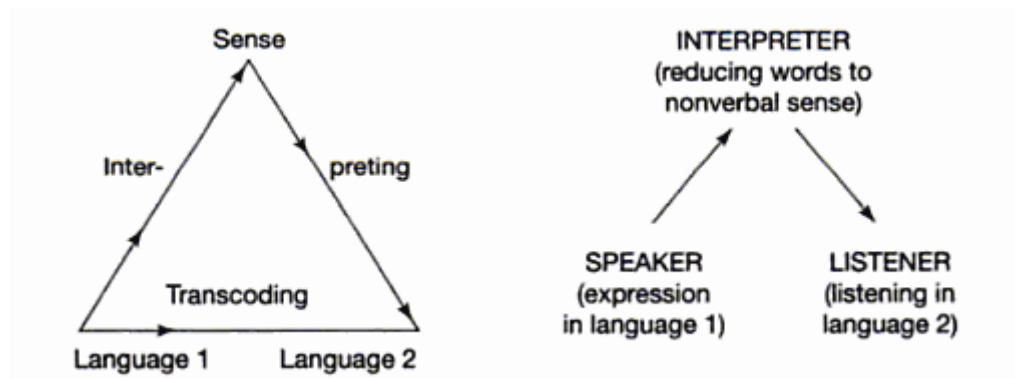 Sense
Inter-
preting
Transcoding
Language 1
Language 2
INTERPRETER
(reducing words to
nonverbal sense)
SPEAKER
(expression
in language 1)
LISTENER
(listening in
language 2)